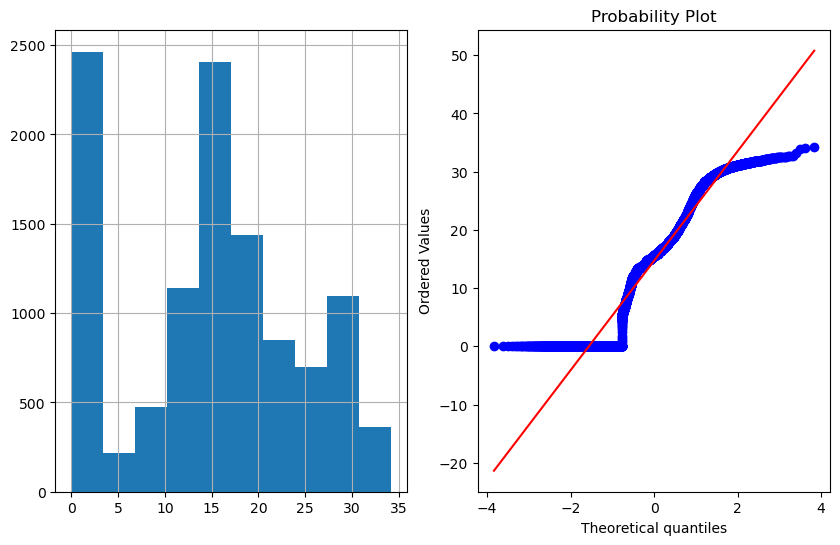 2500
2000
1500
1000
500
0
0 5 10 15 20 25 30 35
Probability Plot
Ordered Values
50
40
30
20
10
0
−10
−20
−4 −2 0 2 4
Theoretical quantiles